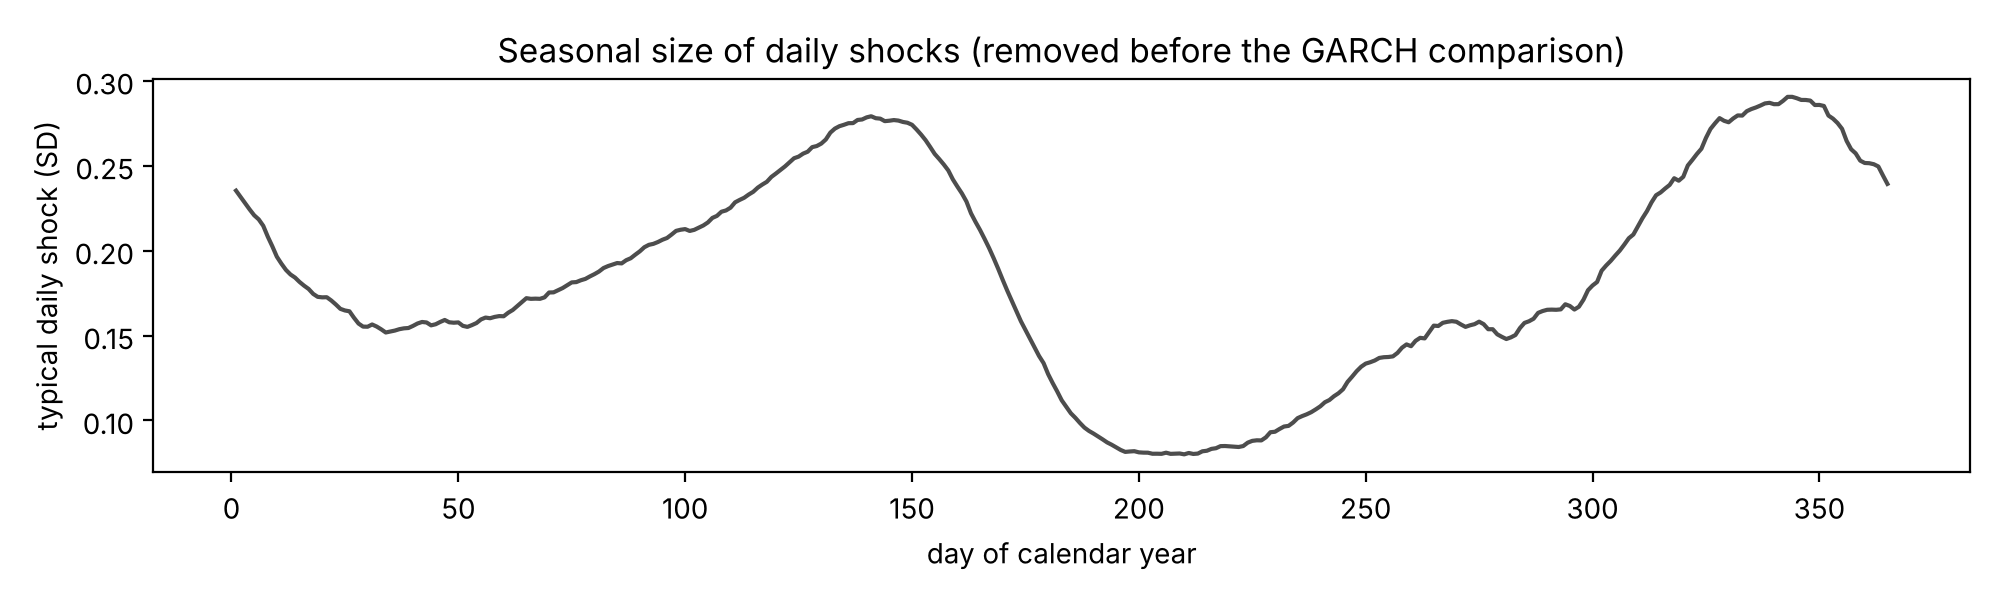 Seasonal size of daily shocks (removed before the GARCH comparison)
typical daily shock (SD)
0.30
0.25
0.20
0.15
0.10
0 50 100 150 200 250 300 350
day of calendar year